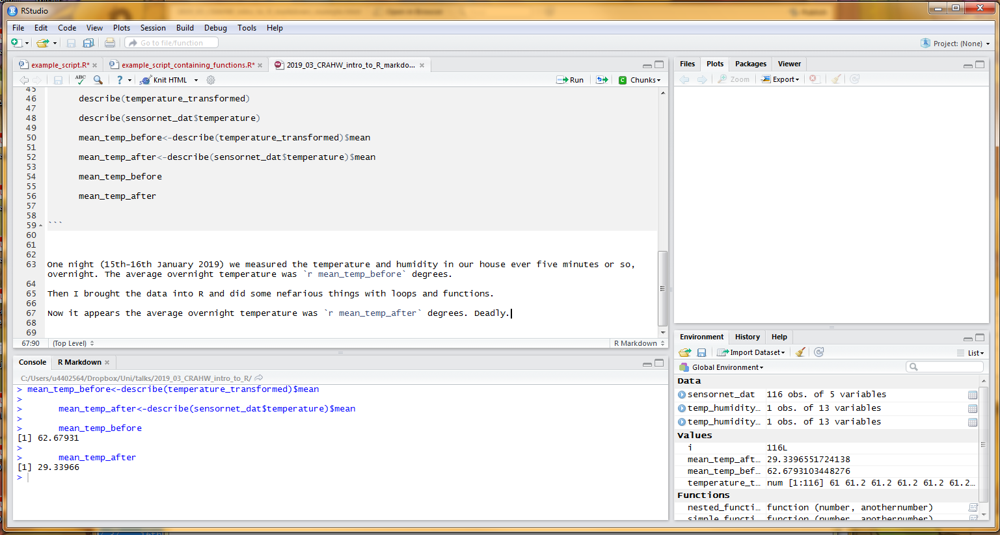 RStudio
File Edit Code View Plots Session Build Debug Tools Help
Go to file/function
Project: (None)
example_script.R* × example_script_containing_functions.R* × 2019_03_CRAHW_intro_to_R_markdo... ×
ABC ? Knit HTML Run Chunks
45
46 describe(temperature_transformed)
47
48 describe(sensornet_dat$temperature)
49
50 mean_temp_before<-describe(temperature_transformed)$mean
51
52 mean_temp_after<-describe(sensornet_dat$temperature)$mean
53
54 mean_temp_before
55
56 mean_temp_after
57
58
59 ```
60
61
62
63 One night (15th-16th January 2019) we measured the temperature and humidity in our house ever five minutes or so,
overnight. The average overnight temperature was `r mean_temp_before` degrees.
64
65 Then I brought the data into R and did some nefarious things with loops and functions.
66
67 Now it appears the average overnight temperature was `r mean_temp_after` degrees. Deadly.
68
69
67:90 (Top Level) R Markdown
Console R Markdown ×
C:/Users/u4402564/Dropbox/Uni/talks/2019_03_CRAHW_intro_to_R/
> mean_temp_before<-describe(temperature_transformed)$mean
>
> mean_temp_after<-describe(sensornet_dat$temperature)$mean
>
> mean_temp_before
[1] 62.67931
>
> mean_temp_after
[1] 29.33966
>
Files Plots Packages Viewer
Zoom Export
Environment History Help
Import Dataset List
Global Environment
Data
sensornet_dat 116 obs. of 5 variables
temp_humidity… 1 obs. of 13 variables
temp_humidity… 1 obs. of 13 variables
Values
i 116L
mean_temp_aft… 29.3396551724138
mean_temp_bef… 62.6793103448276
temperature_t… num [1:116] 61 61.2 61.2 61.2 61.2 61.2…
Functions
nested_functi… function (number, anothernumber)
simple_functi… function (number, anothernumber)